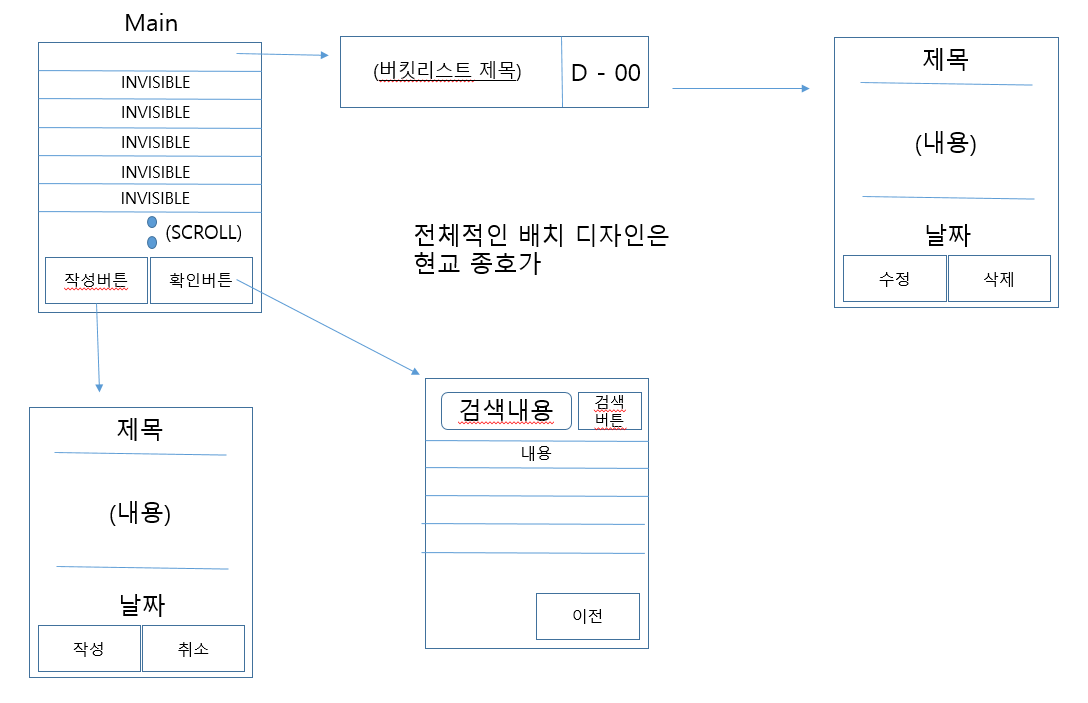 Main
INVISIBLE
INVISIBLE
INVISIBLE
INVISIBLE
INVISIBLE
(SCROLL)
작성버튼
확인버튼
(버킷리스트 제목)
D - 00
제목
(내용)
날짜
수정
삭제
전체적인 배치 디자인은
현교 종호가
제목
(내용)
날짜
작성
취소
검색내용
검색
버튼
내용
이전